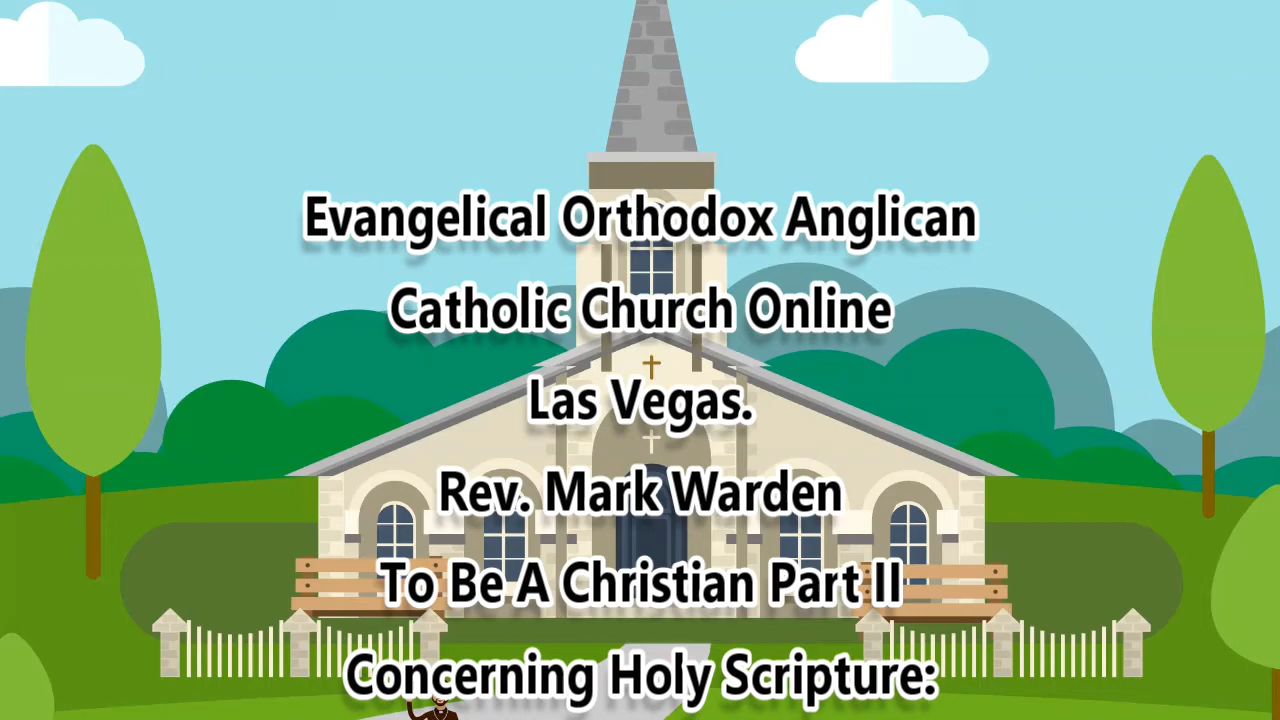 Evangelical Orthodox Anglican
Catholic Church Online
Las Vegas.
Rev. Mark Warden
To Be A Christian Part II
Concerning Holy Scripture: